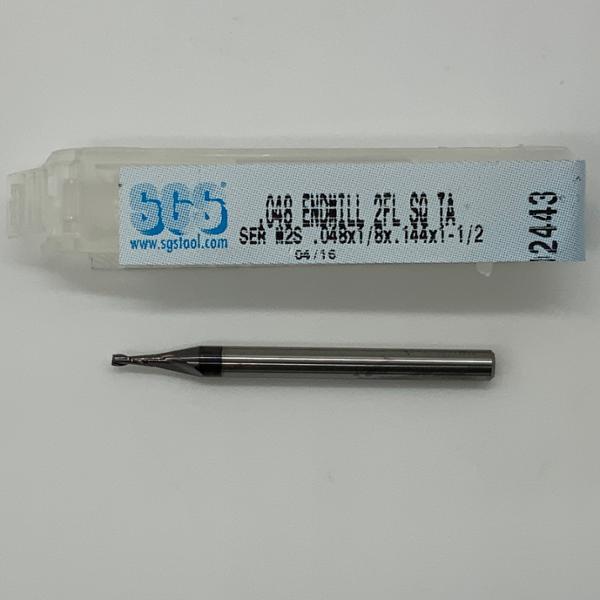 SGS
www.sgstool.com
.048 ENDMILL 2FL SQ TA
SER M2S .048x1/8x.144x1-1/2
04/16
2443